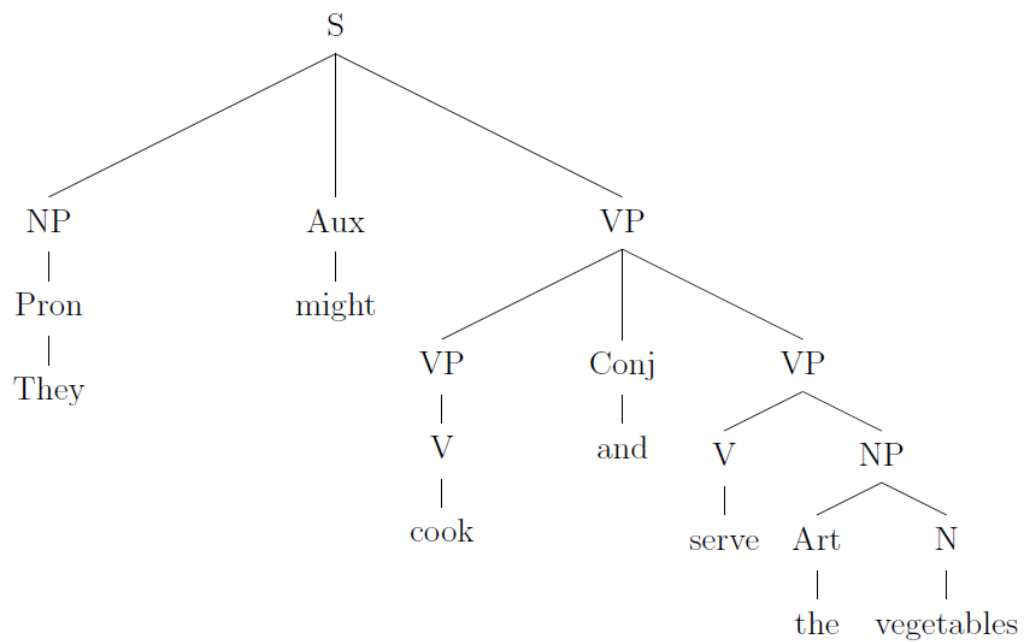 S
NP Aux VP
Pron might
VP Conj VP
They
V and V NP
cook serve Art N
the vegetables